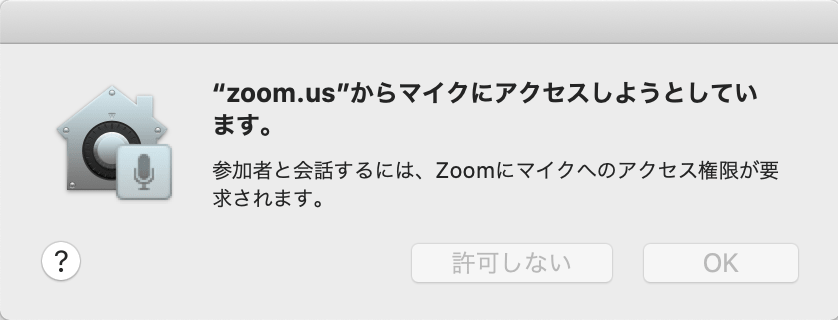 “zoom.us”からマイクにアクセスしようとしてい
ます。
参加者と会話するには、Zoomにマイクへのアクセス権限が要
求されます。
?
許可しない
OK